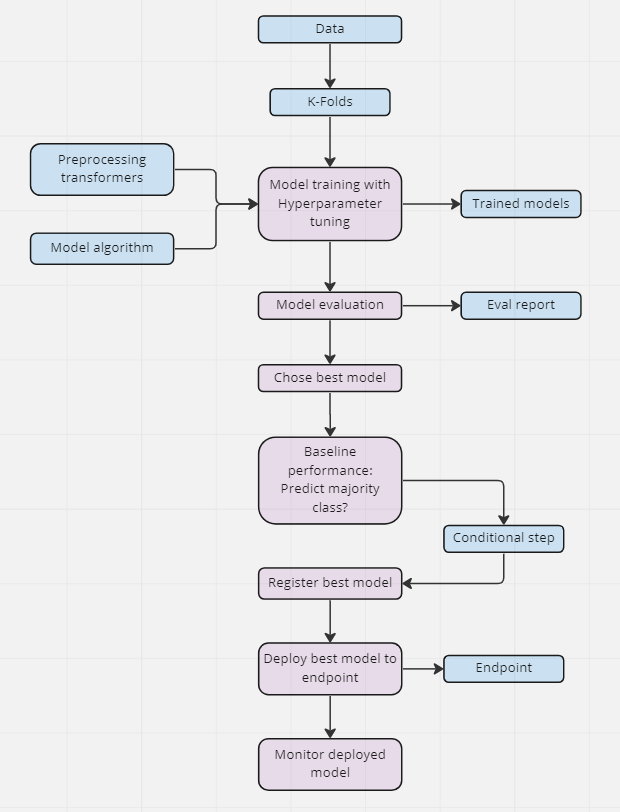 Data
K-Folds
Preprocessing
transformers
Model algorithm
Model training with
Hyperparameter
tuning
Trained models
Model evaluation
Eval report
Chose best model
Baseline
performance:
Predict majority
class?
Conditional step
Register best model
Deploy best model to
endpoint
Endpoint
Monitor deployed
model